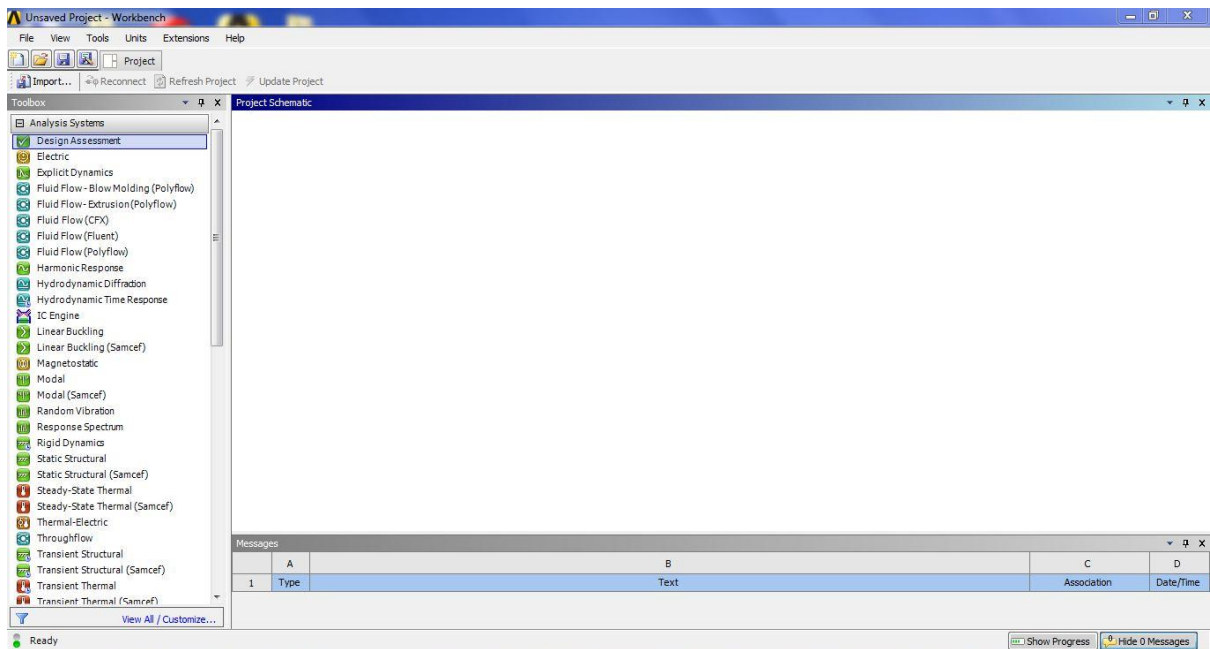 Unsaved Project - Workbench
File View Tools Units Extensions Help
Project
Import... Reconnect Refresh Project Update Project
Toolbox
Project Schematic
Analysis Systems
Design Assessment
Electric
Explicit Dynamics
Fluid Flow - Blow Molding (Polyflow)
Fluid Flow - Extrusion (Polyflow)
Fluid Flow (CFX)
Fluid Flow (Fluent)
Fluid Flow (Polyflow)
Harmonic Response
Hydrodynamic Diffraction
Hydrodynamic Time Response
IC Engine
Linear Buckling
Linear Buckling (Samcef)
Magnetostatic
Modal
Modal (Samcef)
Random Vibration
Response Spectrum
Rigid Dynamics
Static Structural
Static Structural (Samcef)
Steady-State Thermal
Steady-State Thermal (Samcef)
Thermal-Electric
Throughflow
Transient Structural
Transient Structural (Samcef)
Transient Thermal
Transient Thermal (Samcef)
View All / Customize...
Messages
A B C D
1 Type Text Association Date/Time
Ready
Show Progress
Hide 0 Messages